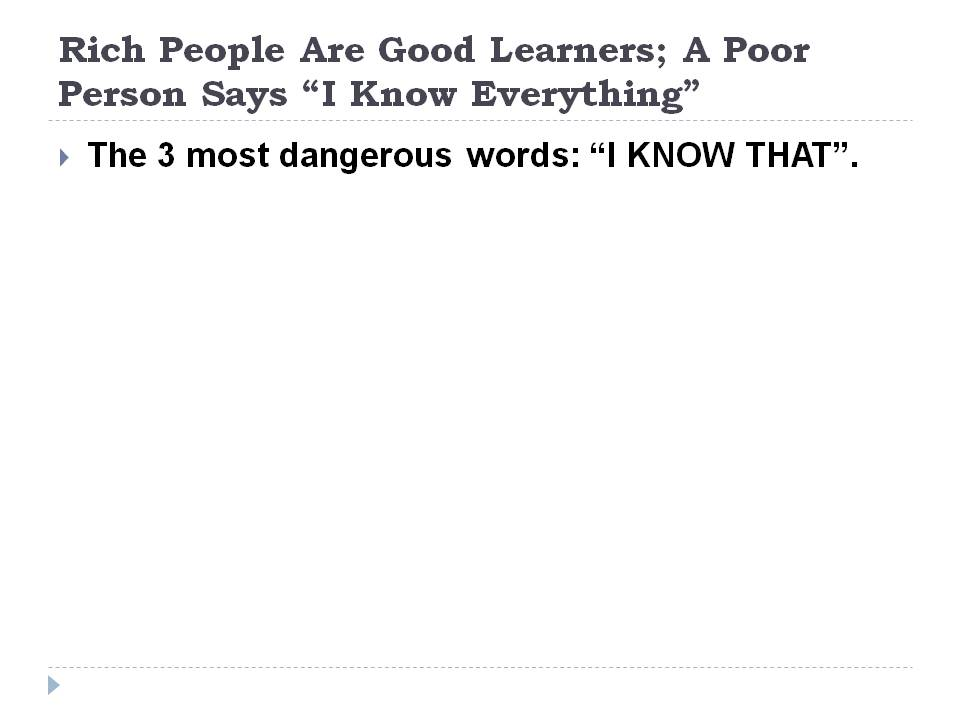 Rich People Are Good Learners; A Poor
Person Says “I Know Everything”
The 3 most dangerous words: “I KNOW THAT”.